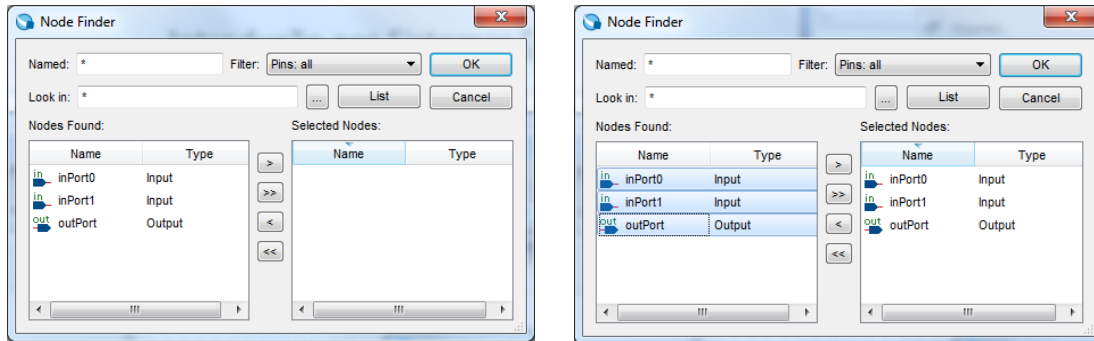 Node Finder
Named: * Filter: Pins: all OK
Look in: * ... List Cancel
Nodes Found: Selected Nodes:
Name Type > Name Type
in inPort0 Input
in inPort1 Input >>
out outPort Output <
<<
Node Finder
Named: * Filter: Pins: all OK
Look in: * ... List Cancel
Nodes Found: Selected Nodes:
Name Type > Name Type
in inPort0 Input in inPort0 Input
in inPort1 Input >> in inPort1 Input
out outPort Output < out outPort Output
<<